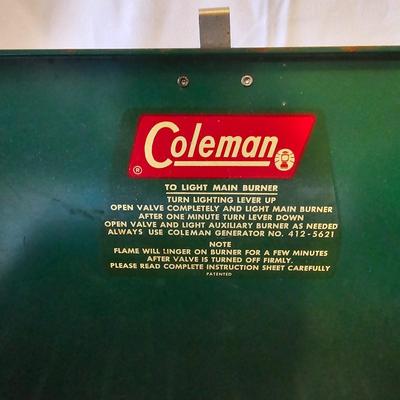 Coleman
®
TO LIGHT MAIN BURNER
TURN LIGHTING LEVER UP
OPEN VALVE COMPLETELY AND LIGHT MAIN BURNER
AFTER ONE MINUTE TURN LEVER DOWN
OPEN VALVE AND LIGHT AUXILIARY BURNER AS NEEDED
ALWAYS USE COLEMAN GENERATOR NO. 412-5621
NOTE
FLAME WILL LINGER ON BURNER FOR A FEW MINUTES
AFTER VALVE IS TURNED OFF FIRMLY.
PLEASE READ COMPLETE INSTRUCTION SHEET CAREFULLY
PATENTED